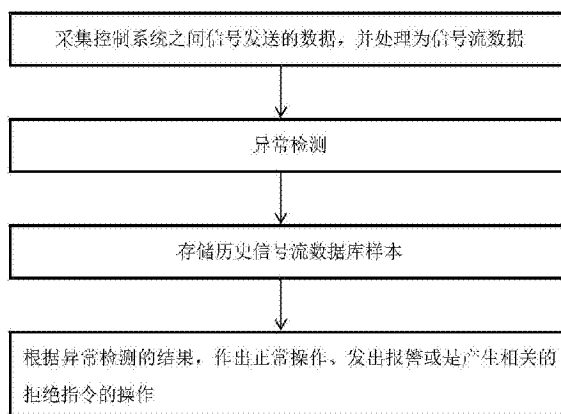 采集控制系统之间信号发送的数据，并处理为信号流数据
异常检测
存储历史信号流数据库样本
根据异常检测的结果，作出正常操作、发出报警或是产生相关的
拒绝指令的操作